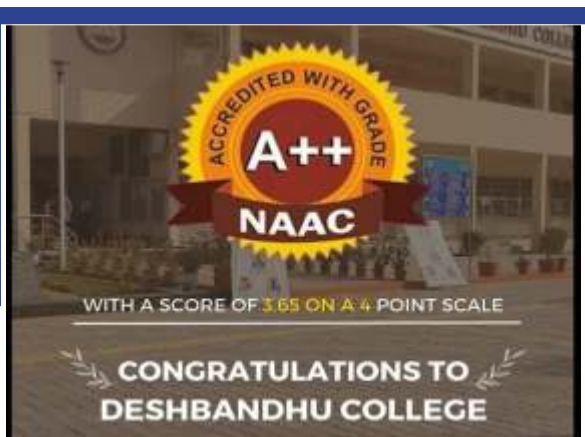 ACCREDITED WITH GRADE
A++
NAAC
WITH A SCORE OF 3.65 ON A 4 POINT SCALE
CONGRATULATIONS TO
DESHBANDHU COLLEGE